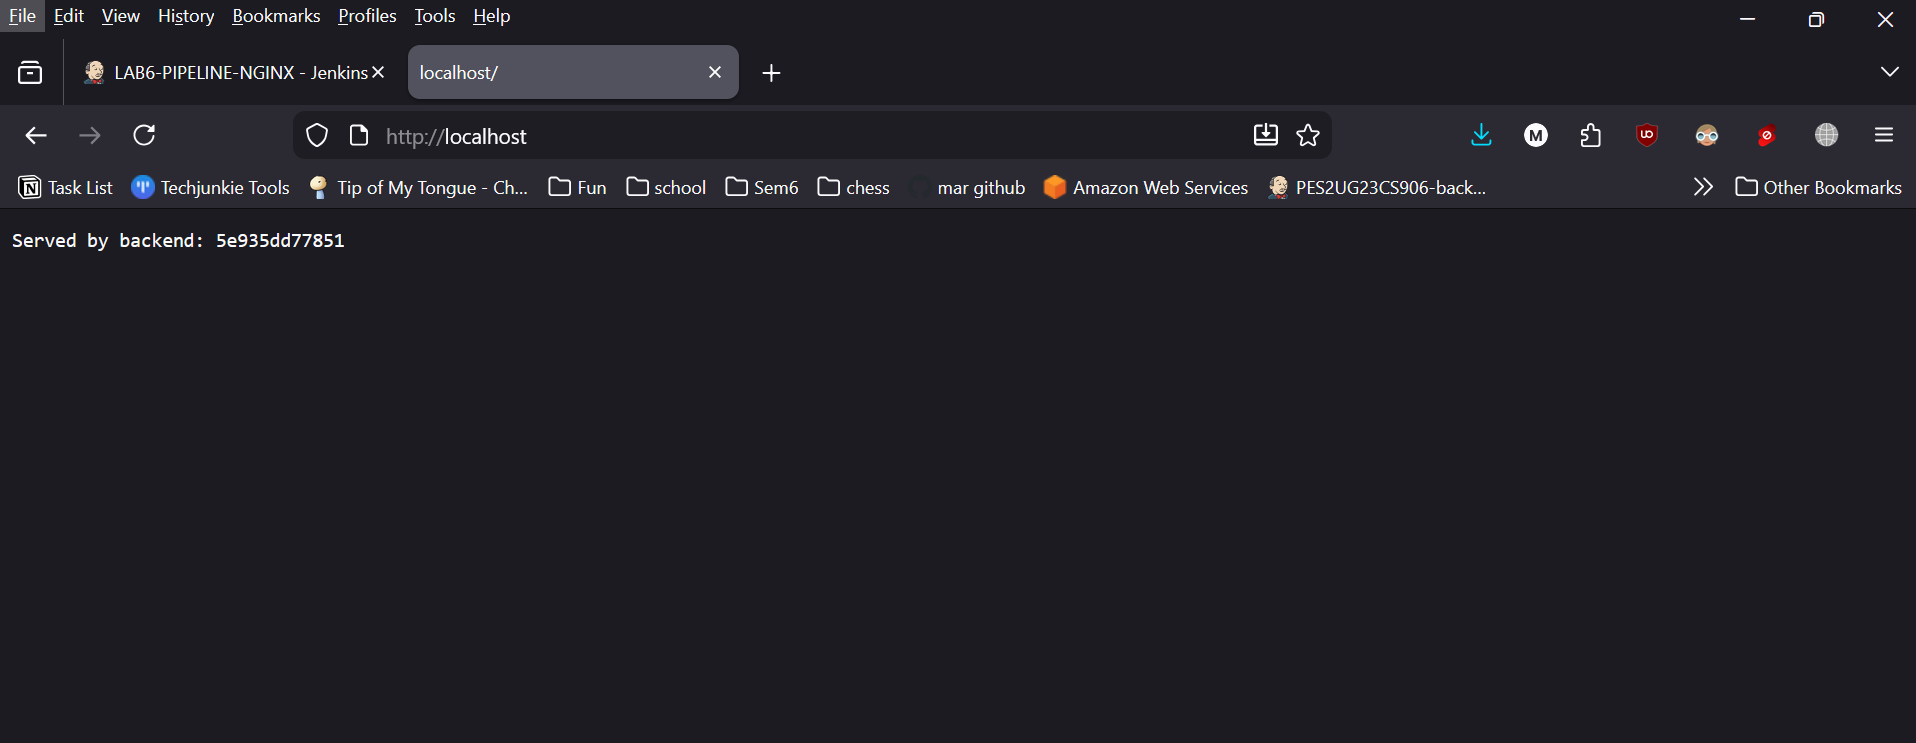 File Edit View History Bookmarks Profiles Tools Help
LAB6-PIPELINE-NGINX - Jenkins localhost/
http://localhost
M UO
Task List Techjunkie Tools Tip of My Tongue - Ch... Fun school Sem6 chess mar github Amazon Web Services PES2UG23CS906-back... Other Bookmarks
Served by backend: 5e935dd77851